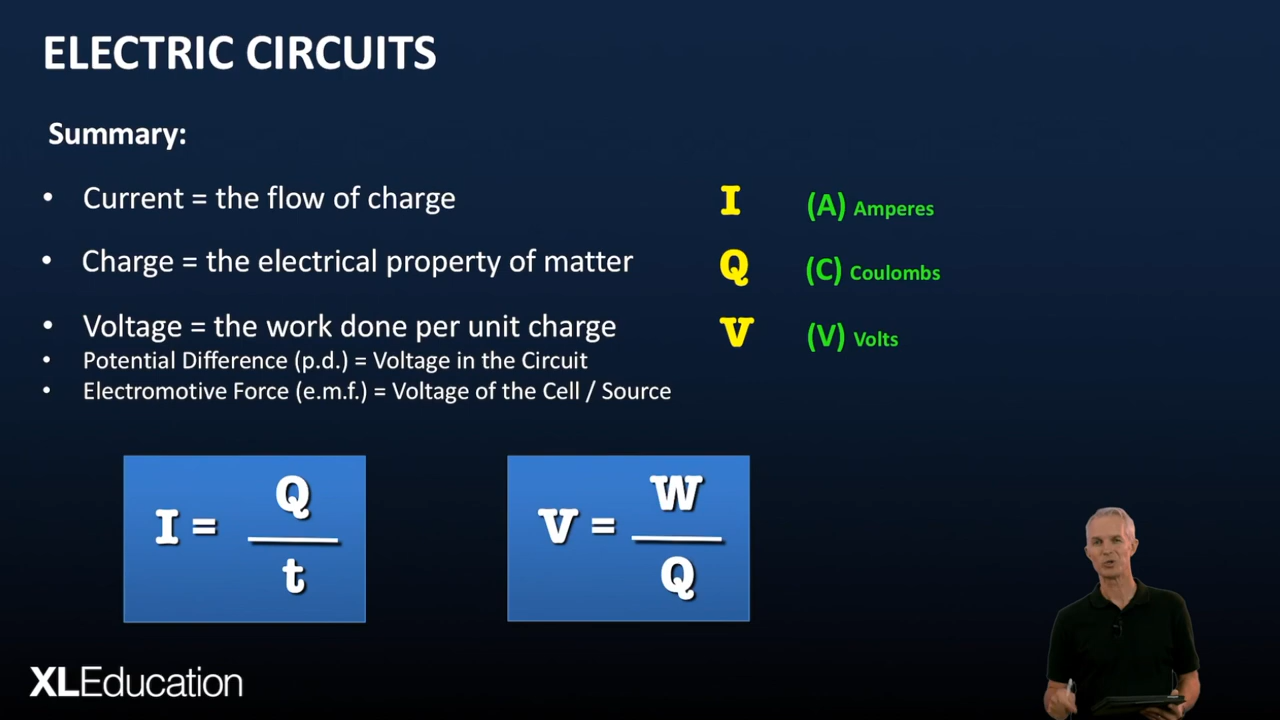 ELECTRIC CIRCUITS
Summary:
• Current = the flow of charge I (A) Amperes
• Charge = the electrical property of matter Q (C) Coulombs
• Voltage = the work done per unit charge V (V) Volts
• Potential Difference (p.d.) = Voltage in the Circuit
• Electromotive Force (e.m.f.) = Voltage of the Cell / Source
I = Q / t
V = W / Q
XLEducation